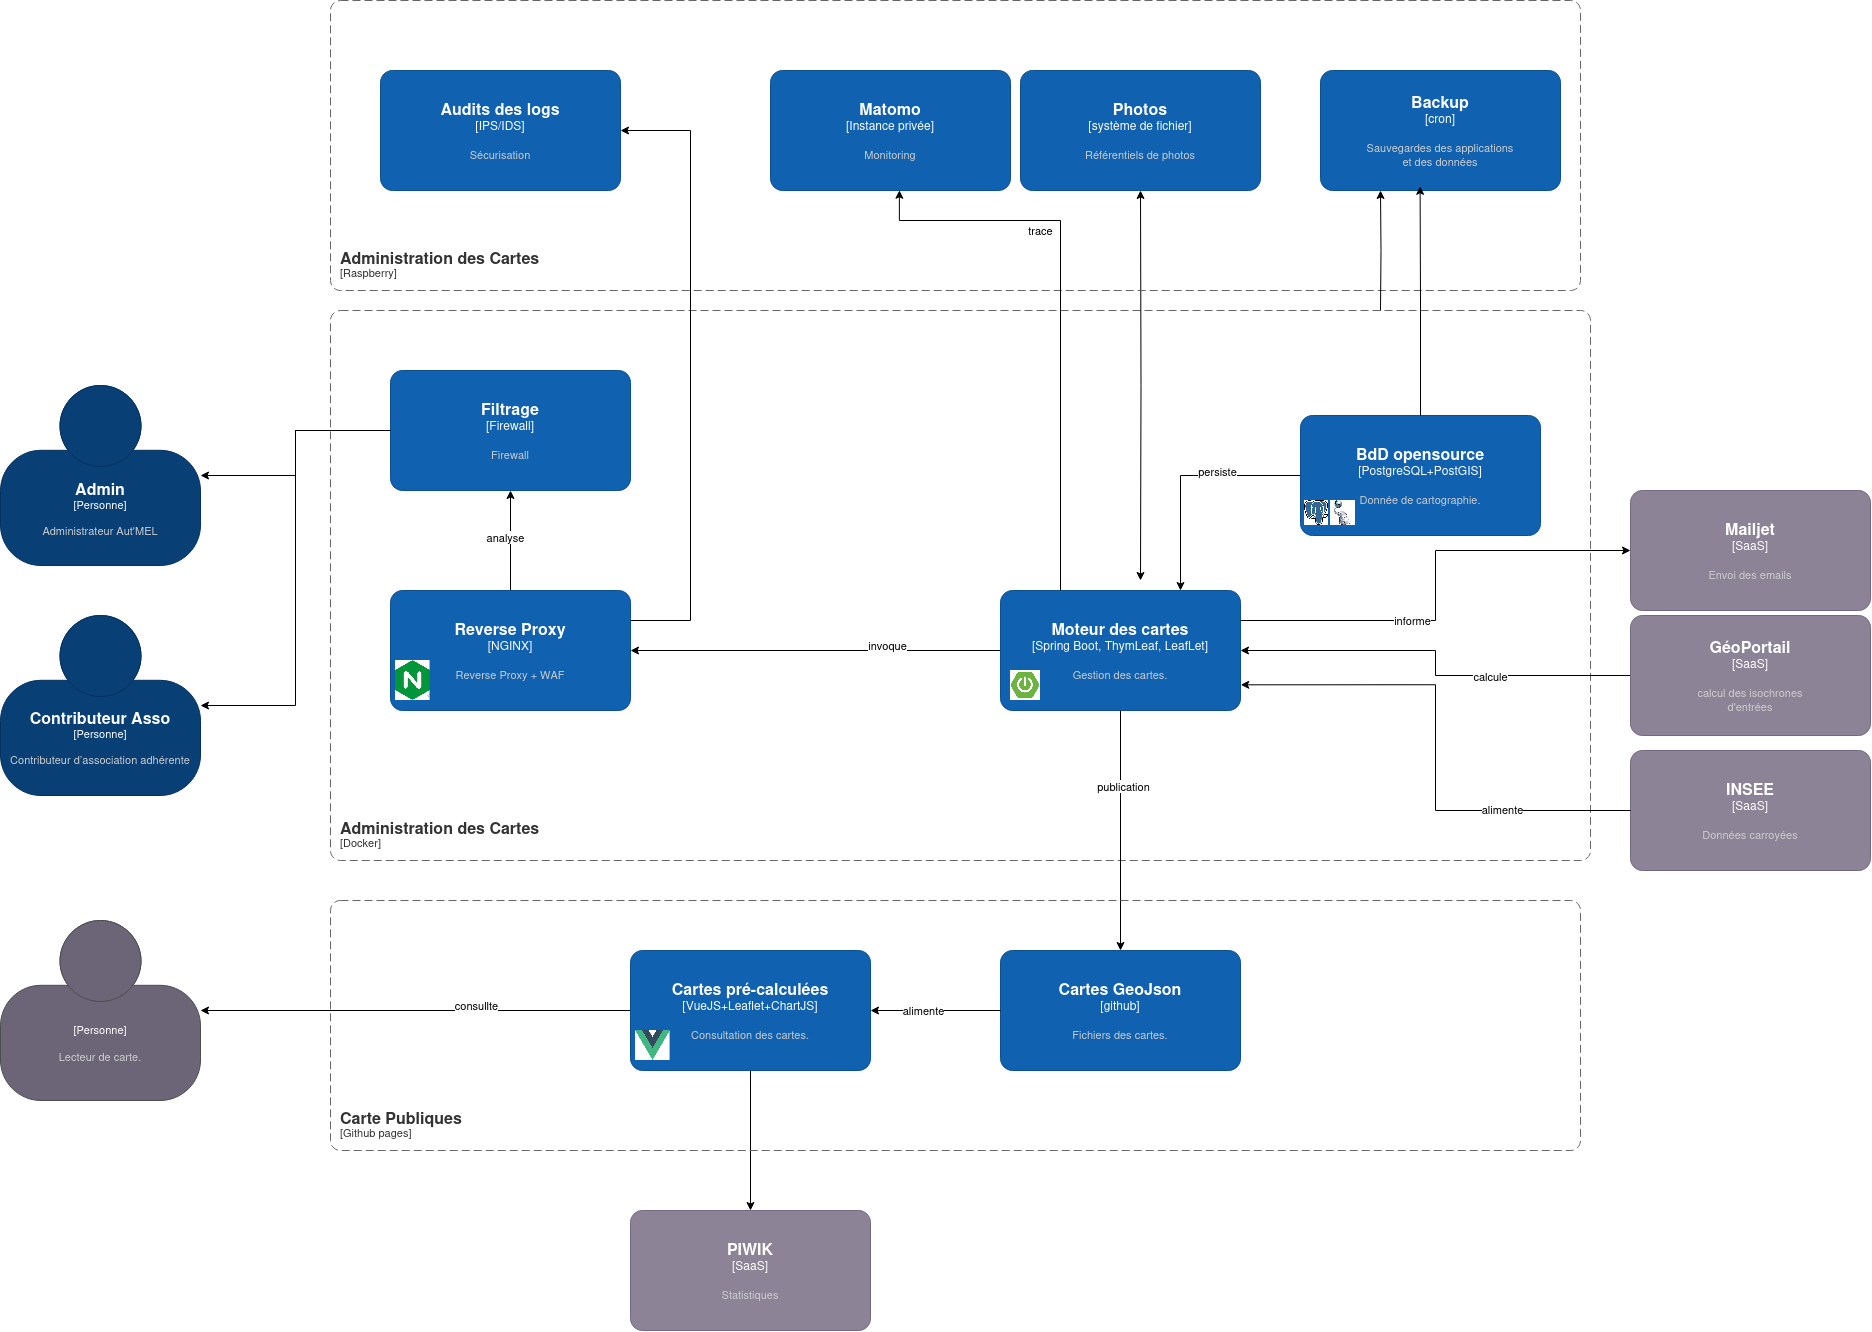 Audits des logs
[IPS/IDS]
Sécurisation
Matomo
[Instance privée]
Monitoring
Photos
[système de fichier]
Référentiels de photos
Backup
[cron]
Sauvegardes des applications
et des données
trace
Administration des Cartes
[Raspberry]
Filtrage
[Firewall]
Firewall
Admin
[Personne]
Administrateur Aut'MEL
BdD opensource
[PostgreSQL+PostGIS]
Donnée de cartographie.
persiste
analyse
Mailjet
[SaaS]
Envoi des emails
Reverse Proxy
[NGINX]
Reverse Proxy + WAF
invoque
Moteur des cartes
[Spring Boot, ThymLeaf, LeafLet]
Gestion des cartes.
informe
GéoPortail
[SaaS]
calcul des isochrones
d'entrées
calcule
Contributeur Asso
[Personne]
Contributeur d'association adhérente
publication
INSEE
[SaaS]
Données carroyées
alimente
Administration des Cartes
[Docker]
[Personne]
Lecteur de carte.
consullte
Cartes pré-calculées
[VueJS+Leaflet+ChartJS]
Consultation des cartes.
alimente
Cartes GeoJson
[github]
Fichiers des cartes.
Carte Publiques
[Github pages]
PIWIK
[SaaS]
Statistiques